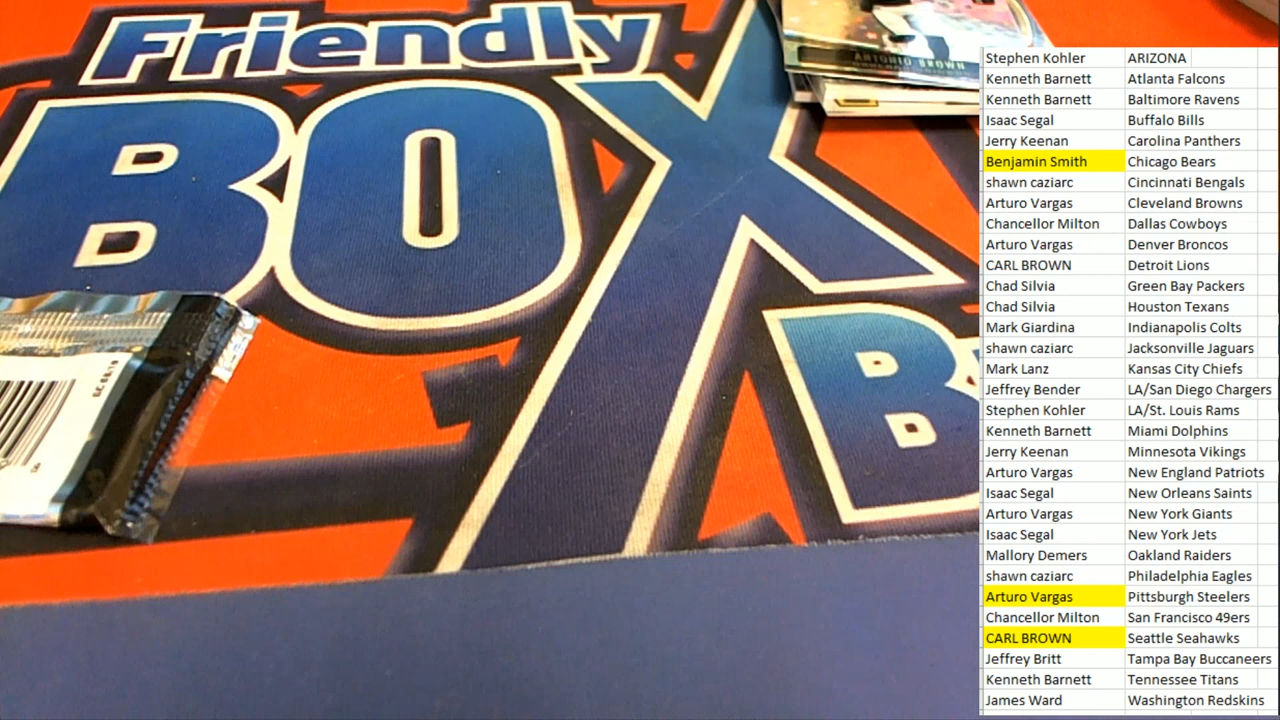 Friendly
BOX
B
ANTONIO BROWN
Stephen Kohler ARIZONA
Kenneth Barnett Atlanta Falcons
Kenneth Barnett Baltimore Ravens
Isaac Segal Buffalo Bills
Jerry Keenan Carolina Panthers
Benjamin Smith Chicago Bears
shawn caziarc Cincinnati Bengals
Arturo Vargas Cleveland Browns
Chancellor Milton Dallas Cowboys
Arturo Vargas Denver Broncos
CARL BROWN Detroit Lions
Chad Silvia Green Bay Packers
Chad Silvia Houston Texans
Mark Giardina Indianapolis Colts
shawn caziarc Jacksonville Jaguars
Mark Lanz Kansas City Chiefs
Jeffrey Bender LA/San Diego Chargers
Stephen Kohler LA/St. Louis Rams
Kenneth Barnett Miami Dolphins
Jerry Keenan Minnesota Vikings
Arturo Vargas New England Patriots
Isaac Segal New Orleans Saints
Arturo Vargas New York Giants
Isaac Segal New York Jets
Mallory Demers Oakland Raiders
shawn caziarc Philadelphia Eagles
Arturo Vargas Pittsburgh Steelers
Chancellor Milton San Francisco 49ers
CARL BROWN Seattle Seahawks
Jeffrey Britt Tampa Bay Buccaneers
Kenneth Barnett Tennessee Titans
James Ward Washington Redskins